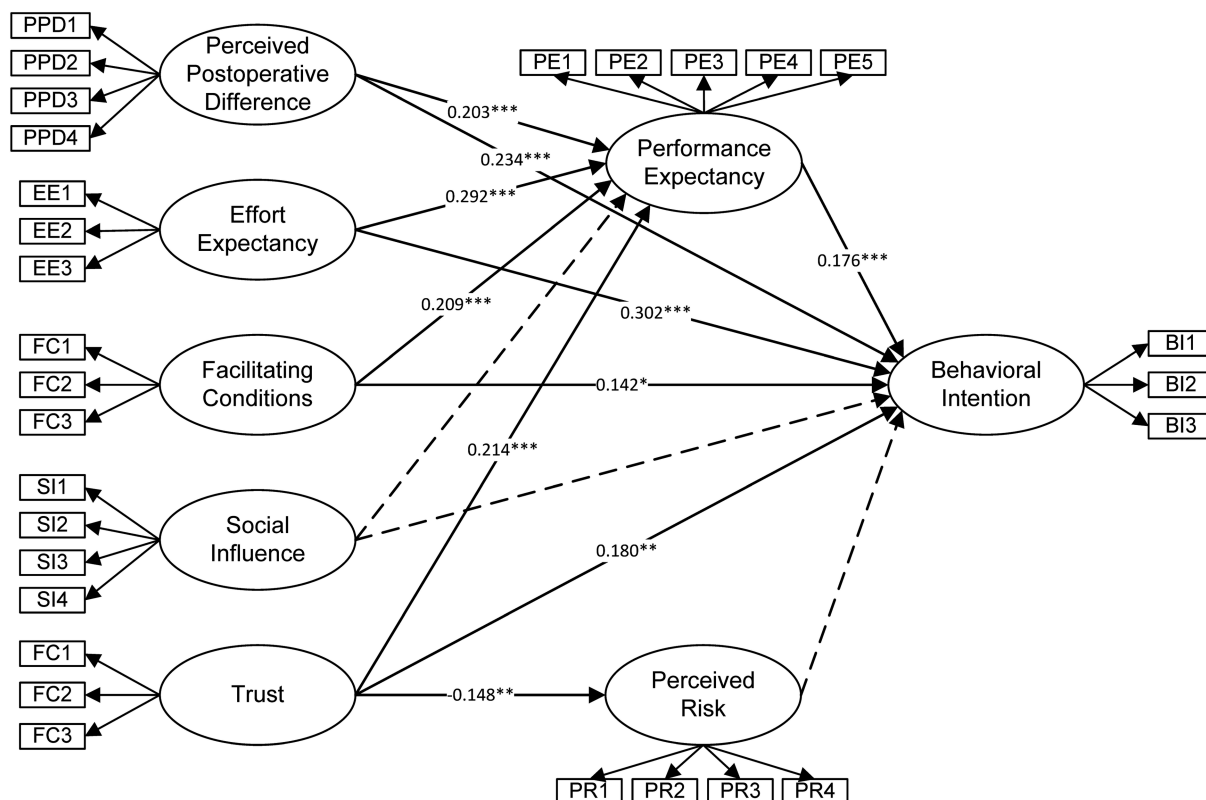 PPD1
PPD2
PPD3
PPD4
Perceived
Postoperative
Difference
PE1 PE2 PE3 PE4 PE5
Performance
Expectancy
0.203***
0.234***
0.292***
EE1
EE2
EE3
Effort
Expectancy
0.176***
0.209***
0.302***
FC1
FC2
FC3
Facilitating
Conditions
0.142*
Behavioral
Intention
BI1
BI2
BI3
0.214***
SI1
SI2
SI3
SI4
Social
Influence
0.180**
FC1
FC2
FC3
Trust
-0.148**
Perceived
Risk
PR1 PR2 PR3 PR4